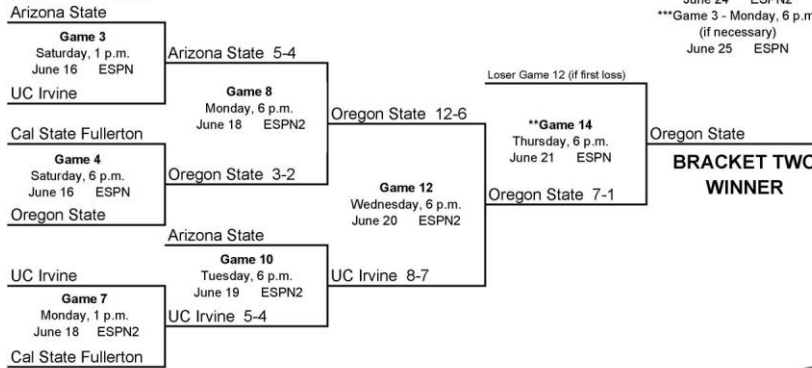 June 24 ESPN2
***Game 3 - Monday, 6 p.m
(if necessary)
June 25 ESPN
Arizona State
Game 3
Saturday, 1 p.m.
June 16 ESPN
UC Irvine
Arizona State 5-4
Game 8
Monday, 6 p.m.
June 18 ESPN2
Cal State Fullerton
Game 4
Saturday, 6 p.m.
June 16 ESPN
Oregon State
Oregon State 3-2
Oregon State 12-6
Game 12
Wednesday, 6 p.m.
June 20 ESPN2
Arizona State
Game 10
Tuesday, 6 p.m.
June 19 ESPN2
UC Irvine
Game 7
Monday, 1 p.m.
June 18 ESPN2
Cal State Fullerton
UC Irvine 5-4
UC Irvine 8-7
Loser Game 12 (if first loss)
**Game 14
Thursday, 6 p.m.
June 21 ESPN
Oregon State 7-1
Oregon State
BRACKET TWO
WINNER